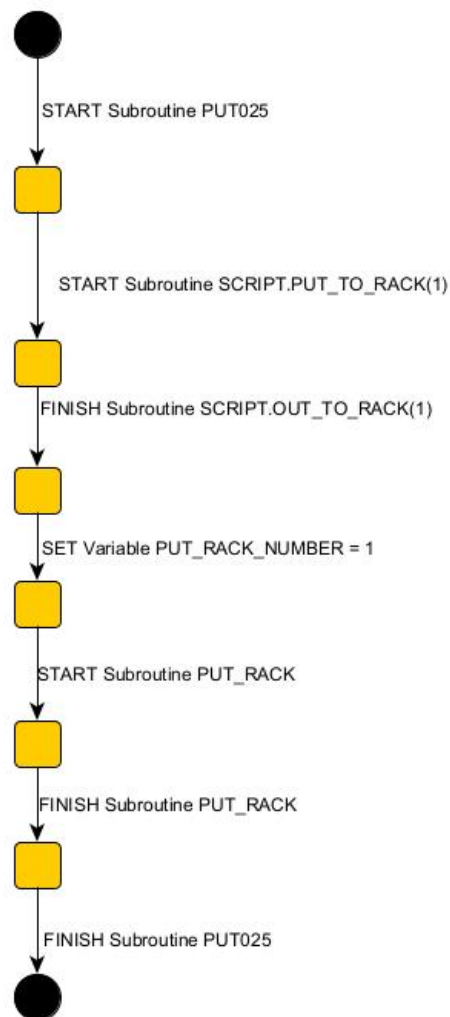 START Subroutine PUT025
START Subroutine SCRIPT.PUT_TO_RACK(1)
FINISH Subroutine SCRIPT.OUT_TO_RACK(1)
SET Variable PUT_RACK_NUMBER = 1
START Subroutine PUT_RACK
FINISH Subroutine PUT_RACK
FINISH Subroutine PUT025